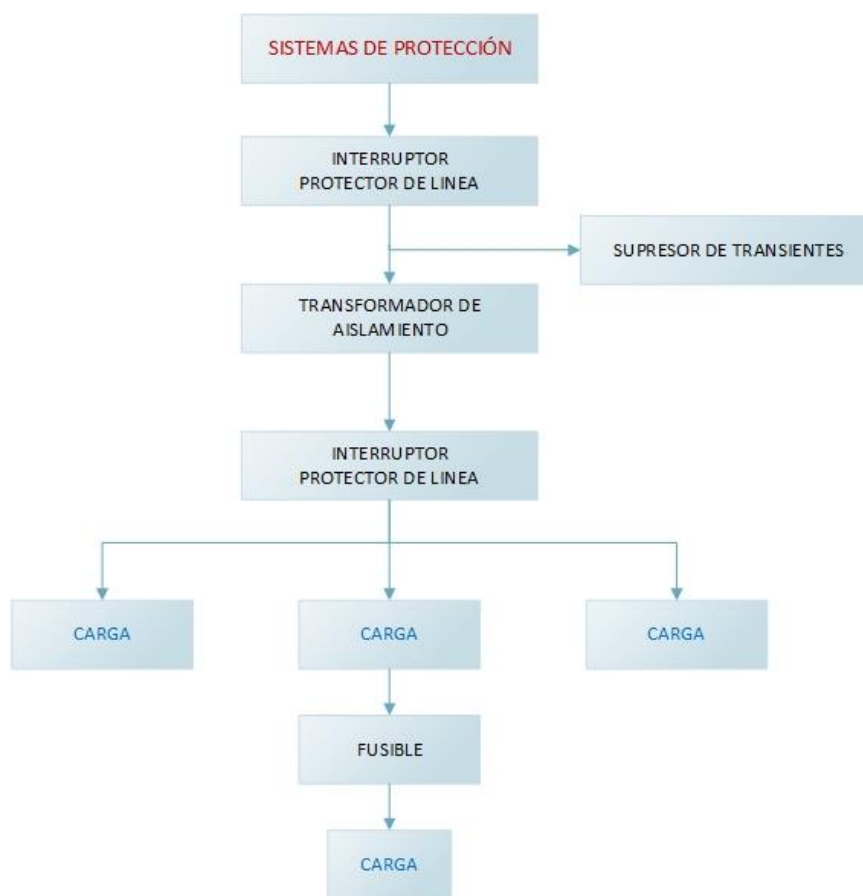 SISTEMAS DE PROTECCIÓN
INTERRUPTOR
PROTECTOR DE LINEA
SUPRESOR DE TRANSIENTES
TRANSFORMADOR DE
AISLAMIENTO
INTERRUPTOR
PROTECTOR DE LINEA
CARGA
CARGA
CARGA
FUSIBLE
CARGA